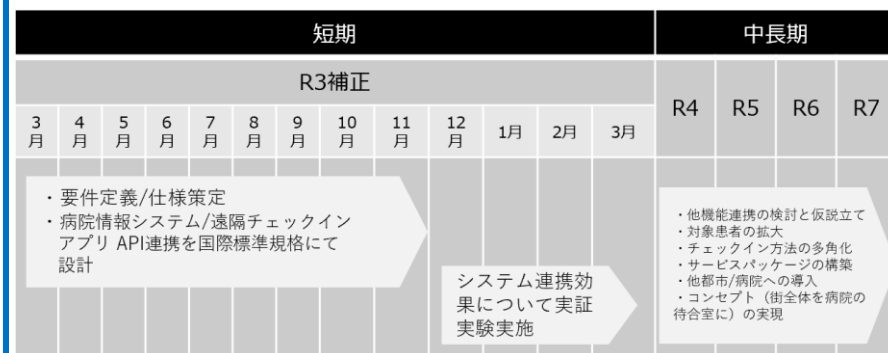 短期
中長期
R3補正
R4
R5
R6
R7
3月
4月
5月
6月
7月
8月
9月
10月
11月
12月
1月
2月
3月
・要件定義/仕様策定
・病院情報システム/遠隔チェックイン
アプリ API連携を国際標準規格にて
設計
システム連携効
果について実証
実験実施
・他機能連携の検討と仮説立て
・対象患者の拡大
・チェックイン方法の多角化
・サービスパッケージの構築
・他都市/病院への導入
・コンセプト（街全体を病院の
待合室に）の実現